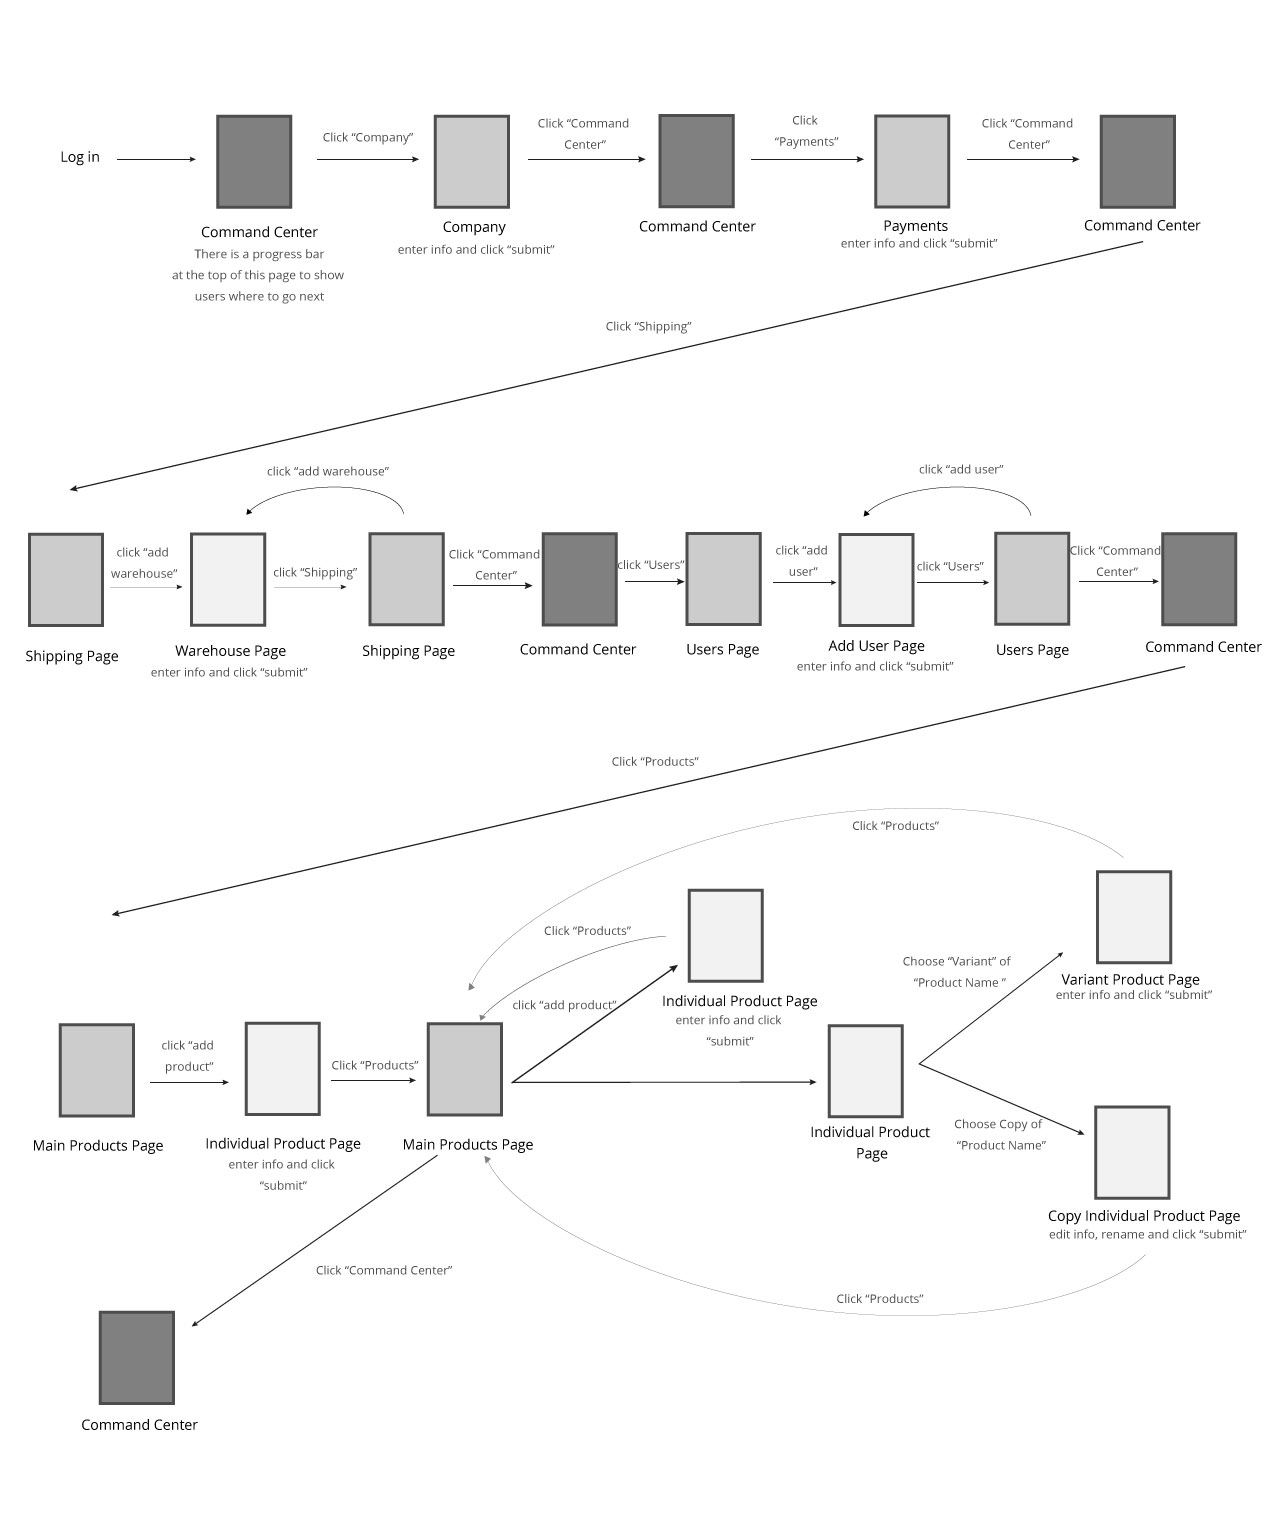 Log in
Click “Company”
Click “Command
Center”
Click
“Payments”
Click “Command
Center”
Command Center
There is a progress bar
at the top of this page to show
users where to go next
Company
enter info and click “submit”
Command Center
Payments
enter info and click “submit”
Command Center
Click “Shipping”
click “add warehouse”
click “add user”
click “add
warehouse”
click “Shipping”
Click “Command
Center”
click “Users”
click “add
user”
click “Users”
Click “Command
Center”
Shipping Page
Warehouse Page
enter info and click “submit”
Shipping Page
Command Center
Users Page
Add User Page
enter info and click “submit”
Users Page
Command Center
Click “Products”
Click “Products”
Click “Products”
click “add product”
Individual Product Page
enter info and click
“submit”
Choose “Variant” of
“Product Name “
Variant Product Page
enter info and click “submit”
click “add
product”
Click “Products”
Main Products Page
Individual Product Page
enter info and click
“submit“
Main Products Page
Individual Product
Page
Choose Copy of
“Product Name”
Copy Individual Product Page
edit info, rename and click “submit”
Click “Command Center”
Click “Products”
Command Center